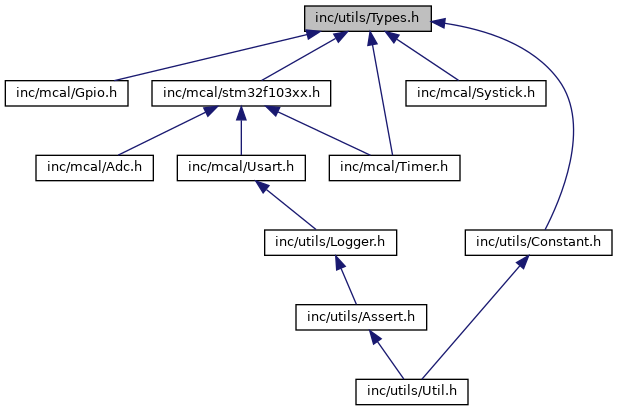 inc/utils/Types.h
inc/mcal/Gpio.h
inc/mcal/stm32f103xx.h
inc/mcal/Systick.h
inc/mcal/Adc.h
inc/mcal/Usart.h
inc/mcal/Timer.h
inc/utils/Logger.h
inc/utils/Constant.h
inc/utils/Assert.h
inc/utils/Util.h